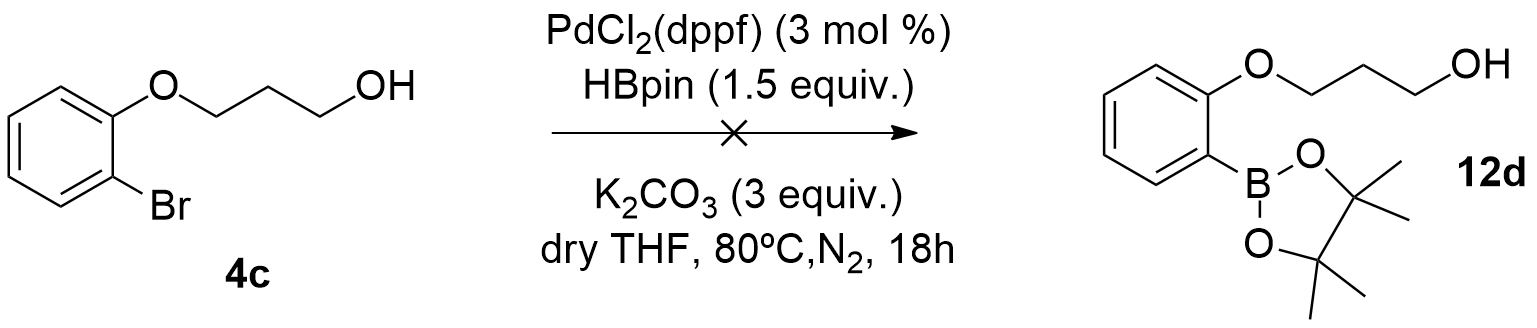 PdCl2(dppf) (3 mol %)
HBpin (1.5 equiv.)
K2CO3 (3 equiv.)
dry THF, 80ºC,N2, 18h
O
OH
Br
4c
O
OH
B
O
O
12d